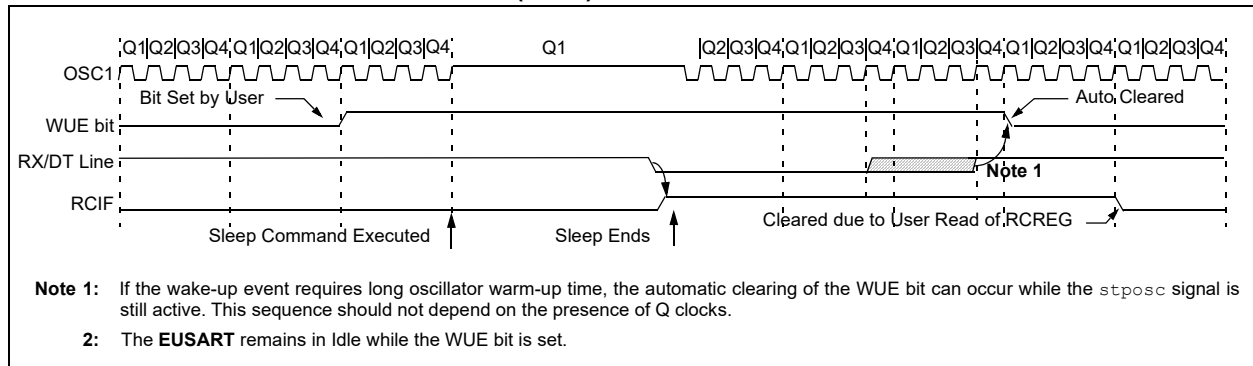 Q1|Q2|Q3|Q4|Q1|Q2|Q3|Q4|Q1|Q2|Q3|Q4| Q1 |Q2|Q3|Q4|Q1|Q2|Q3|Q4|Q1|Q2|Q3|Q4|Q1|Q2|Q3|Q4|Q1|Q2|Q3|Q4
OSC1
Bit Set by User
Auto Cleared
WUE bit
RX/DT Line
Note 1
RCIF
Cleared due to User Read of RCREG
Sleep Command Executed
Sleep Ends
Note 1: If the wake-up event requires long oscillator warm-up time, the automatic clearing of the WUE bit can occur while the stposc signal is
still active. This sequence should not depend on the presence of Q clocks.
2: The EUSART remains in Idle while the WUE bit is set.